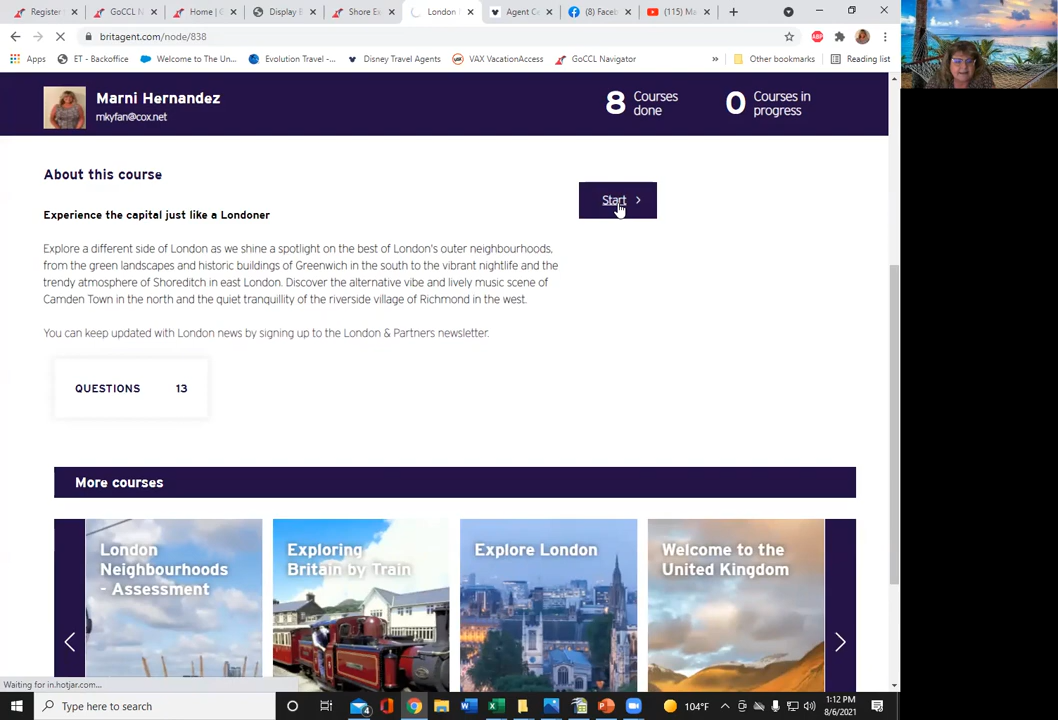 Register
GoCCL N
Home |
Display B
Shore E
London
Agent C
(8) Faceb
(115) Ma
britagent.com/node/838
Apps
ET - Backoffice
Welcome to The Un...
Evolution Travel -...
Disney Travel Agents
VAX VacationAccess
GoCCL Navigator
»
Other bookmarks
Reading list
Marni Hernandez
mkyfan@cox.net
8 Courses done
0 Courses in progress
About this course
Start
Experience the capital just like a Londoner
Explore a different side of London as we shine a spotlight on the best of London's outer neighbourhoods,
from the green landscapes and historic buildings of Greenwich in the south to the vibrant nightlife and the
trendy atmosphere of Shoreditch in east London. Discover the alternative vibe and lively music scene of
Camden Town in the north and the quiet tranquillity of the riverside village of Richmond in the west.
You can keep updated with London news by signing up to the London & Partners newsletter.
QUESTIONS 13
More courses
London
Neighbourhoods
- Assessment
Exploring
Britain by Train
Explore London
Welcome to the
United Kingdom
Waiting for in.hotjar.com...
Type here to search
104°F
1:12 PM
8/6/2021